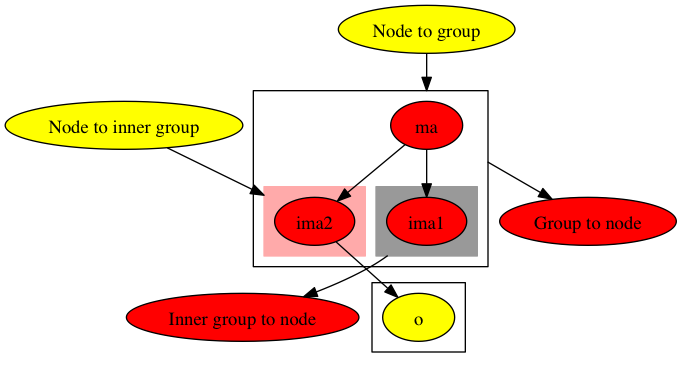 Node to group
Node to inner group
ma
ima2
ima1
Group to node
Inner group to node
o